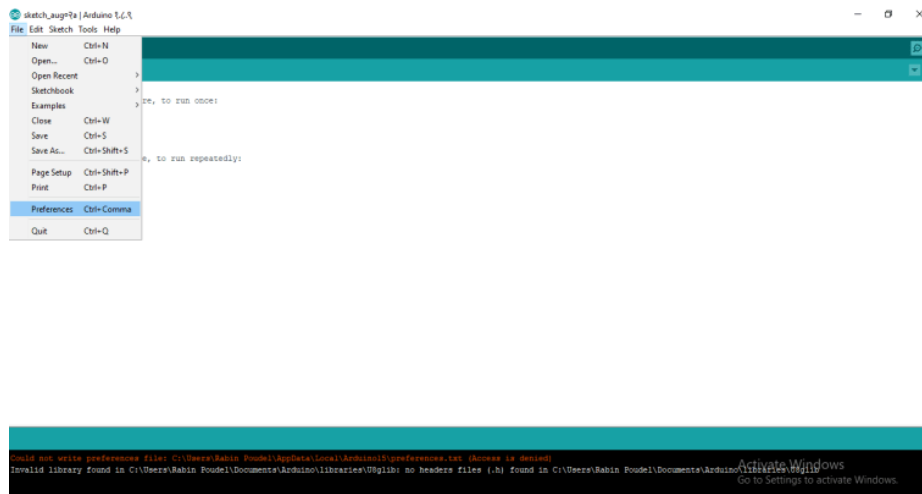 sketch_aug२a | Arduino १.८.९
File Edit Sketch Tools Help
New Ctrl+N
Open... Ctrl+O
Open Recent
Sketchbook
Examples
re, to run once:
Close Ctrl+W
Save Ctrl+S
Save As... Ctrl+Shift+S
e, to run repeatedly:
Page Setup Ctrl+Shift+P
Print Ctrl+P
Preferences Ctrl+Comma
Quit Ctrl+Q
Could not write preferences file: C:\Users\Rabin Poudel\AppData\Local\Arduino15\preferences.txt (Access is denied)
Invalid library found in C:\Users\Rabin Poudel\Documents\Arduino\libraries\U8glib: no headers files (.h) found in C:\Users\Rabin Poudel\Documents\Arduino\libraries\U8glib
Activate Windows
Go to Settings to activate Windows.